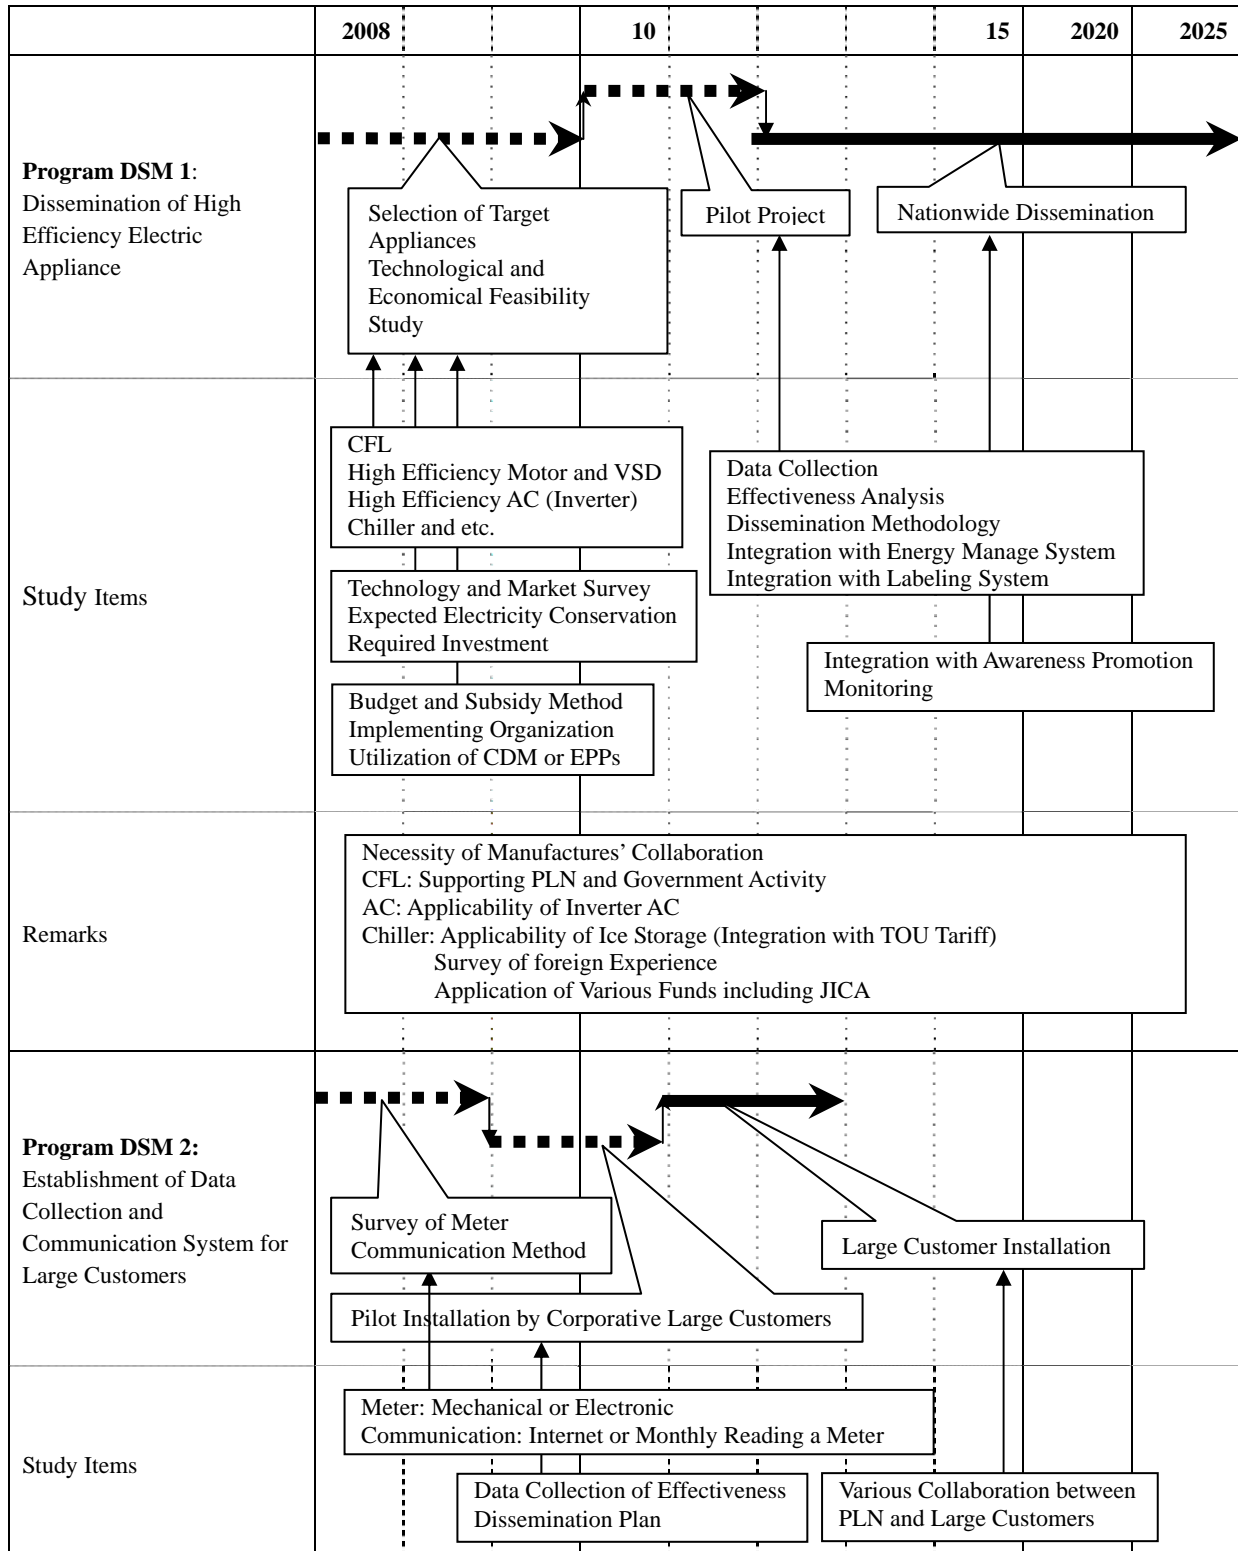 2008 10 15 2020 2025
Program DSM 1:
Dissemination of High
Efficiency Electric
Appliance
Selection of Target
Appliances
Technological and
Economical Feasibility
Study
Pilot Project
Nationwide Dissemination
Study Items
CFL
High Efficiency Motor and VSD
High Efficiency AC (Inverter)
Chiller and etc.
Technology and Market Survey
Expected Electricity Conservation
Required Investment
Budget and Subsidy Method
Implementing Organization
Utilization of CDM or EPPs
Data Collection
Effectiveness Analysis
Dissemination Methodology
Integration with Energy Manage System
Integration with Labeling System
Integration with Awareness Promotion
Monitoring
Remarks
Necessity of Manufactures’ Collaboration
CFL: Supporting PLN and Government Activity
AC: Applicability of Inverter AC
Chiller: Applicability of Ice Storage (Integration with TOU Tariff)
Survey of foreign Experience
Application of Various Funds including JICA
Program DSM 2:
Establishment of Data
Collection and
Communication System for
Large Customers
Survey of Meter
Communication Method
Pilot Installation by Corporative Large Customers
Large Customer Installation
Study Items
Meter: Mechanical or Electronic
Communication: Internet or Monthly Reading a Meter
Data Collection of Effectiveness
Dissemination Plan
Various Collaboration between
PLN and Large Customers